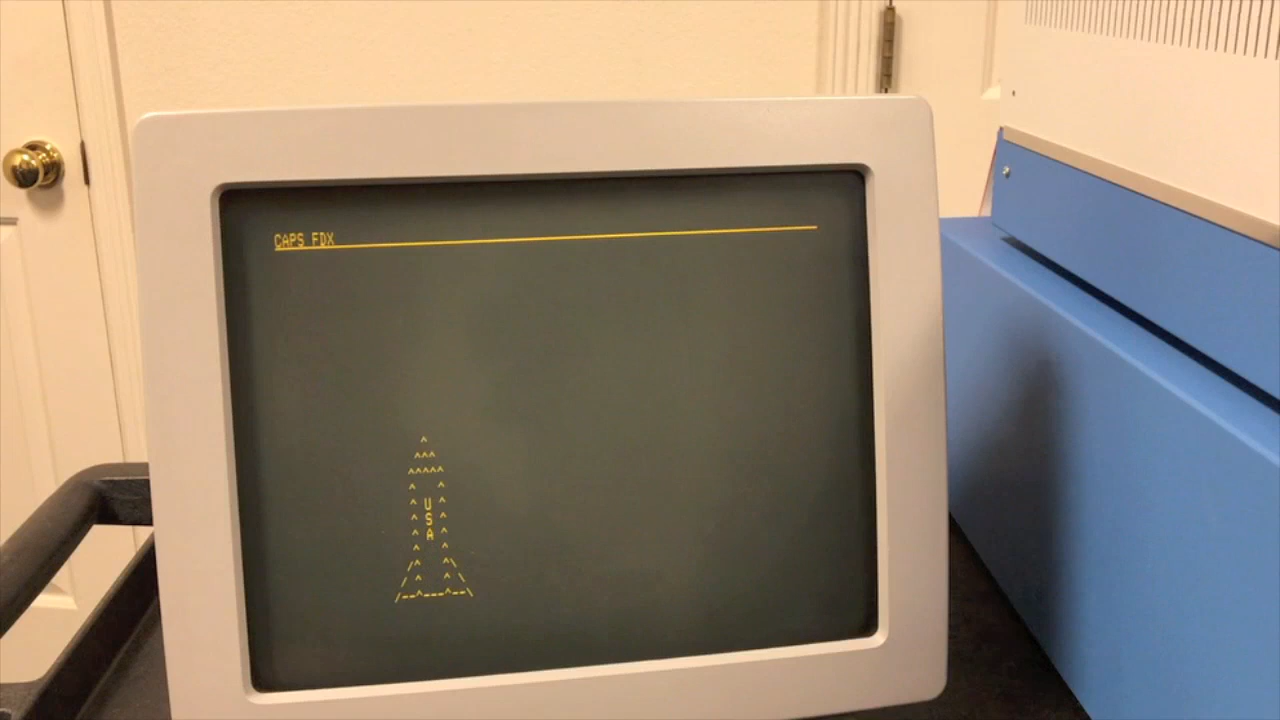 CAPS FDX
^
^^^
^^^^^
^ ^
^ U ^
^ S ^
^ A ^
^ ^
/^ ^\
/ ^ ^ \
/--^---^--\